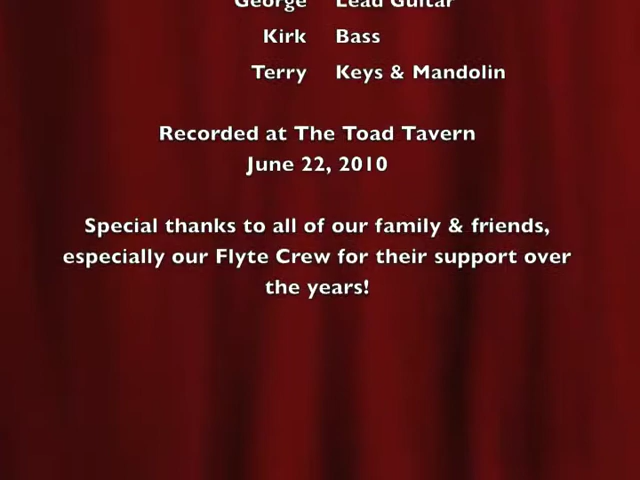 George Lead Guitar
Kirk Bass
Terry Keys & Mandolin
Recorded at The Toad Tavern
June 22, 2010
Special thanks to all of our family & friends,
especially our Flyte Crew for their support over
the years!